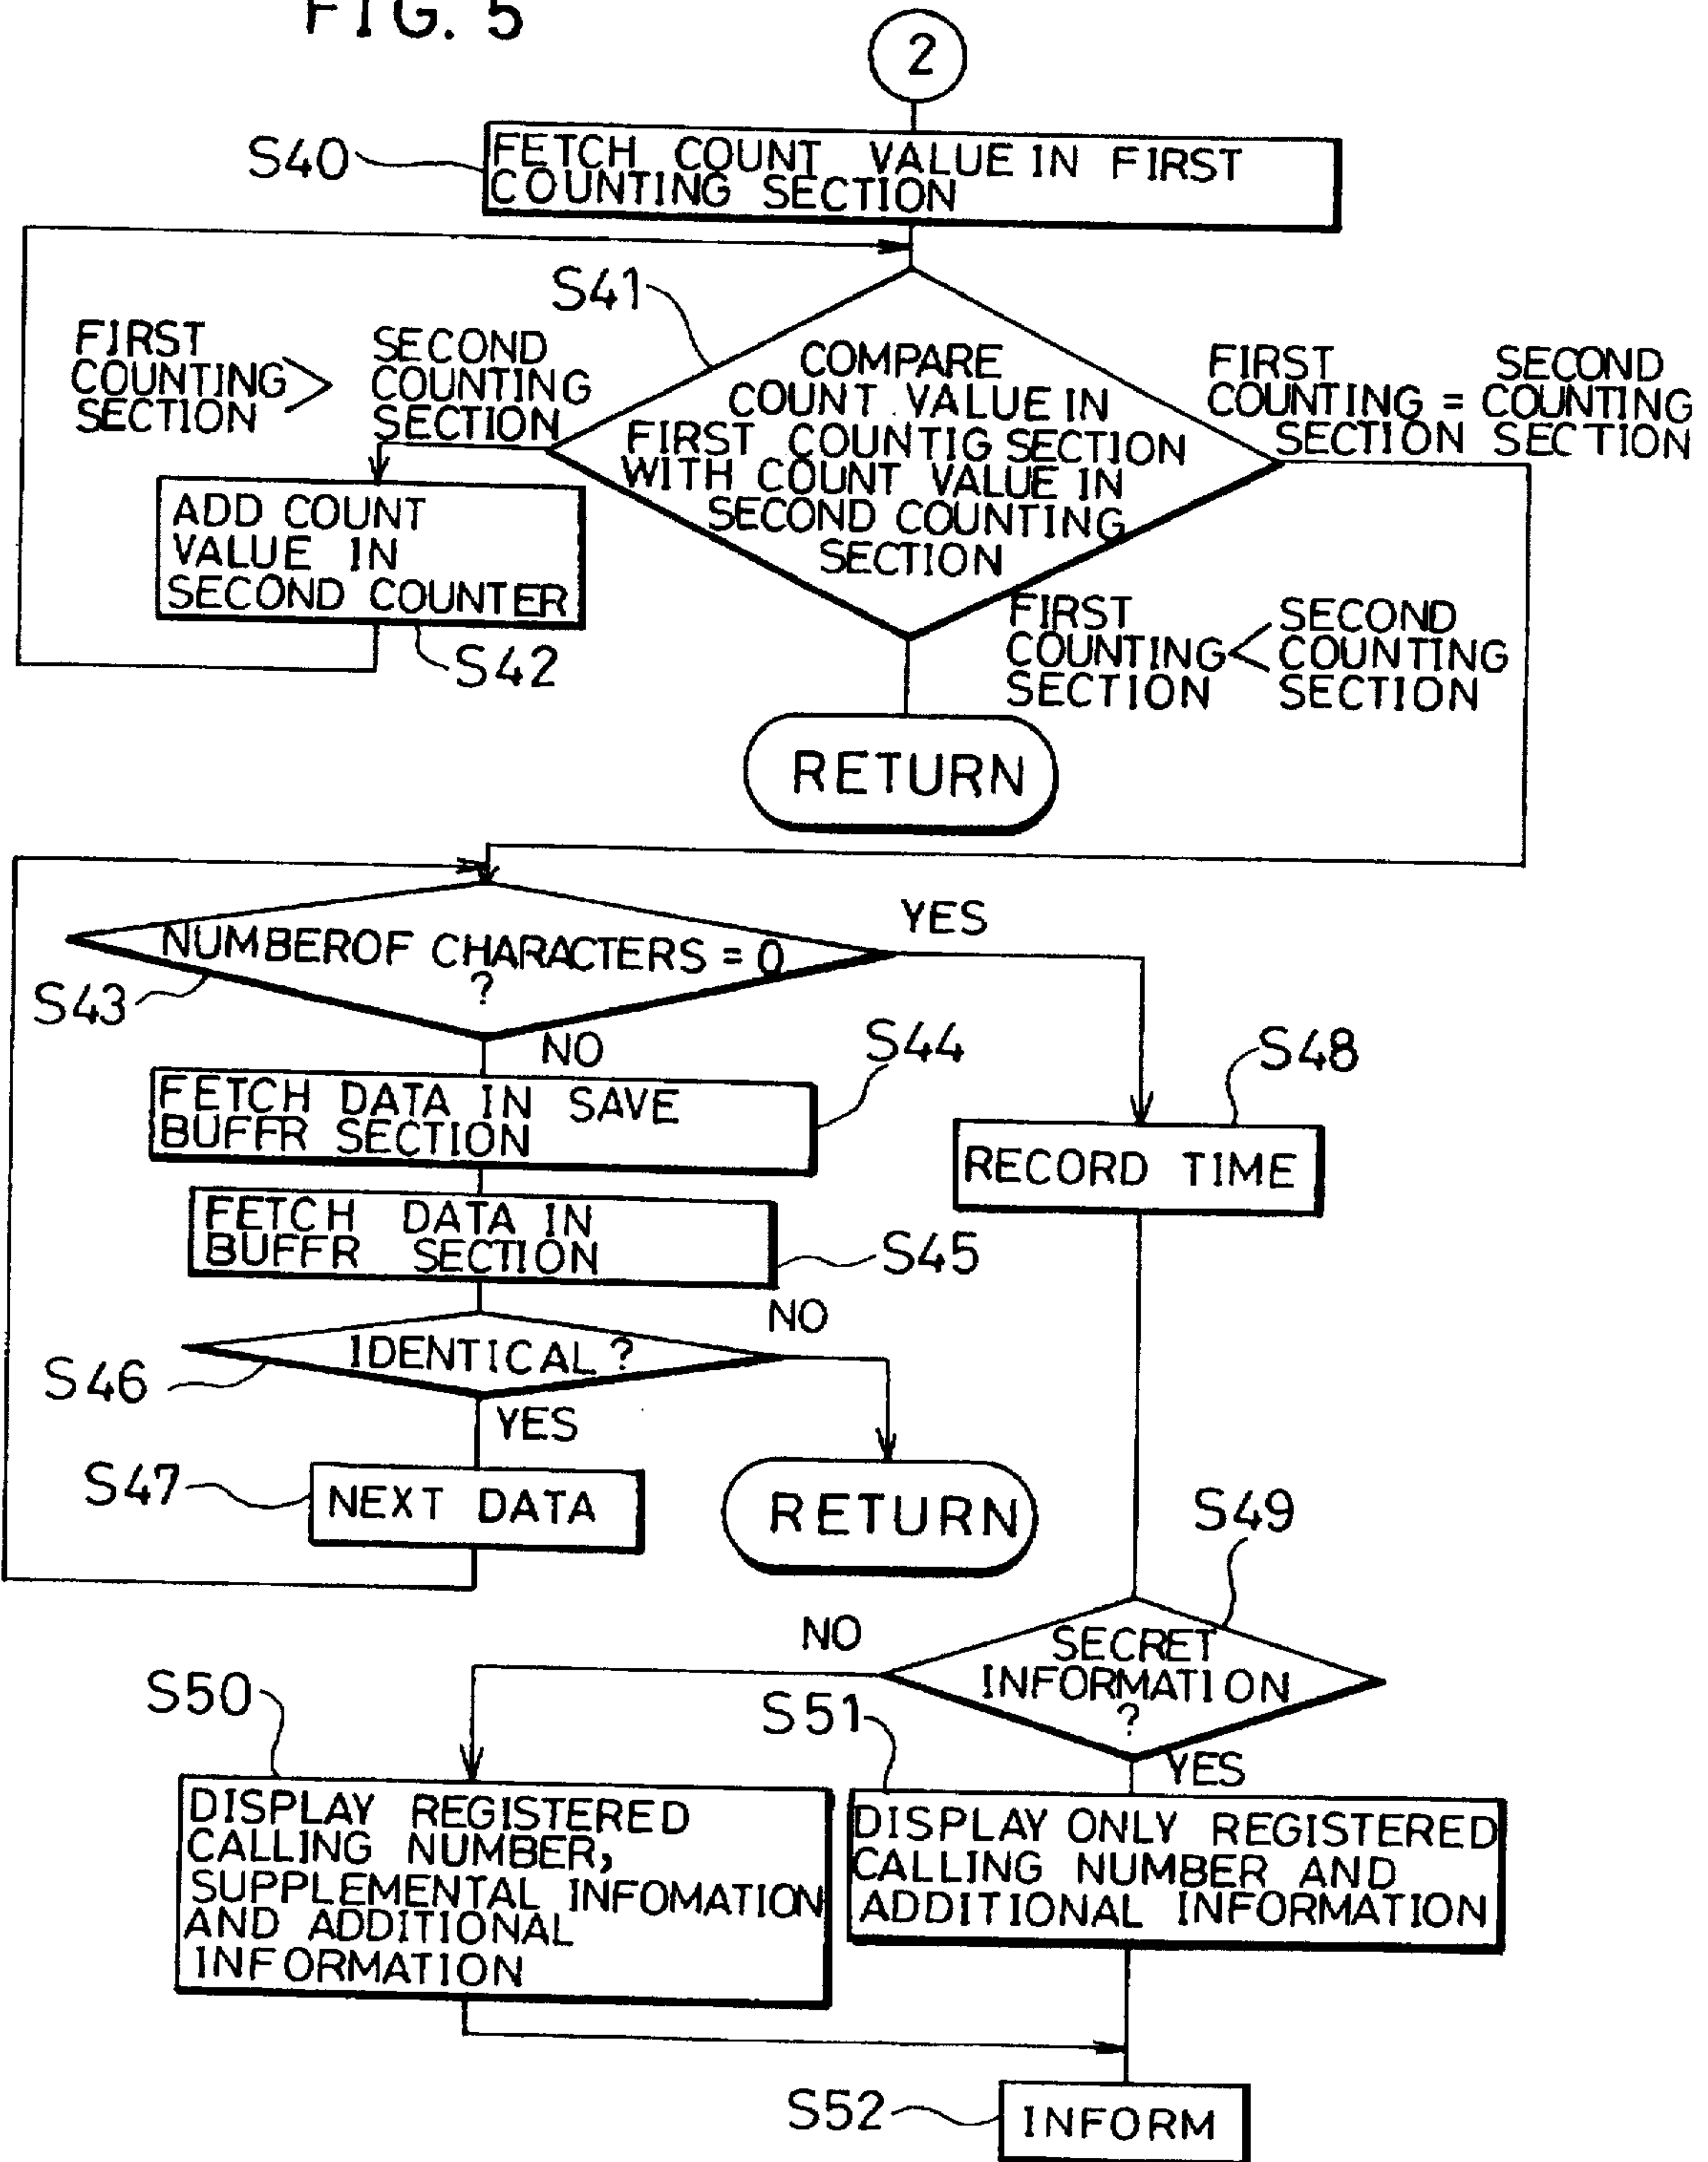 FIG. 5
2
S40
FETCH COUNT VALUE IN FIRST
COUNTING SECTION
S41
FIRST
COUNTING >
SECTION
SECOND
COUNTING
SECTION
COMPARE
COUNT VALUE IN
FIRST COUNTIG SECTION
WITH COUNT VALUE IN
SECOND COUNTING
SECTION
FIRST SECOND
COUNTING = COUNTING
SECTION SECTION
ADD COUNT
VALUE IN
SECOND COUNTER
S42
FIRST SECOND
COUNTING < COUNTING
SECTION SECTION
RETURN
NUMBEROF CHARACTERS = 0
?
YES
S43
NO
S44
FETCH DATA IN SAVE
BUFFR SECTION
S48
RECORD TIME
FETCH DATA IN
BUFFR SECTION
S45
IDENTICAL ?
NO
S46
YES
S47
NEXT DATA
RETURN
S49
SECRET
INFORMATION
?
NO
YES
S50
DISPLAY REGISTERED
CALLING NUMBER,
SUPPLEMENTAL INFOMATION
AND ADDITIONAL
INFORMATION
S51
DISPLAY ONLY REGISTERED
CALLING NUMBER AND
ADDITIONAL INFORMATION
S52
INFORM